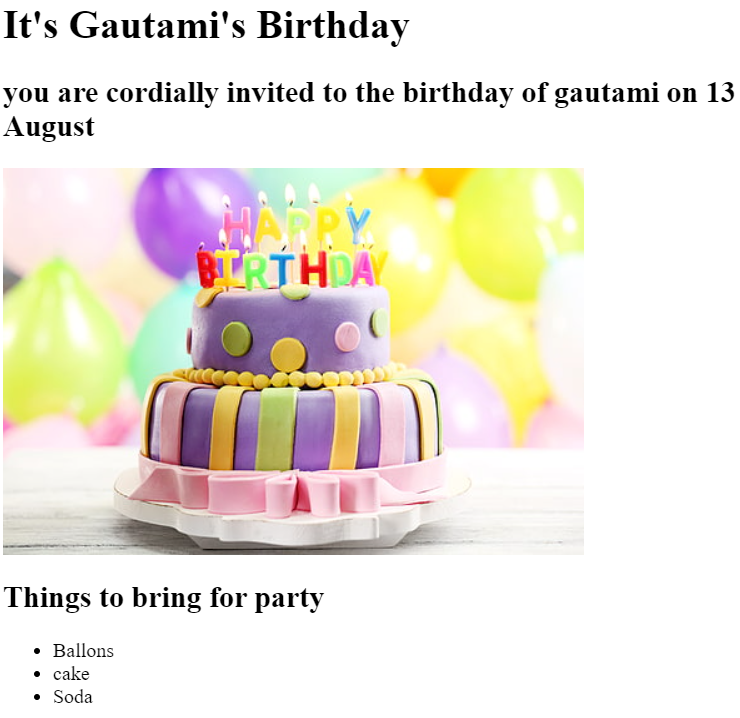 It's Gautami's Birthday
you are cordially invited to the birthday of gautami on 13
August
HAPPY
BIRTHDAY
Things to bring for party
Ballons
cake
Soda